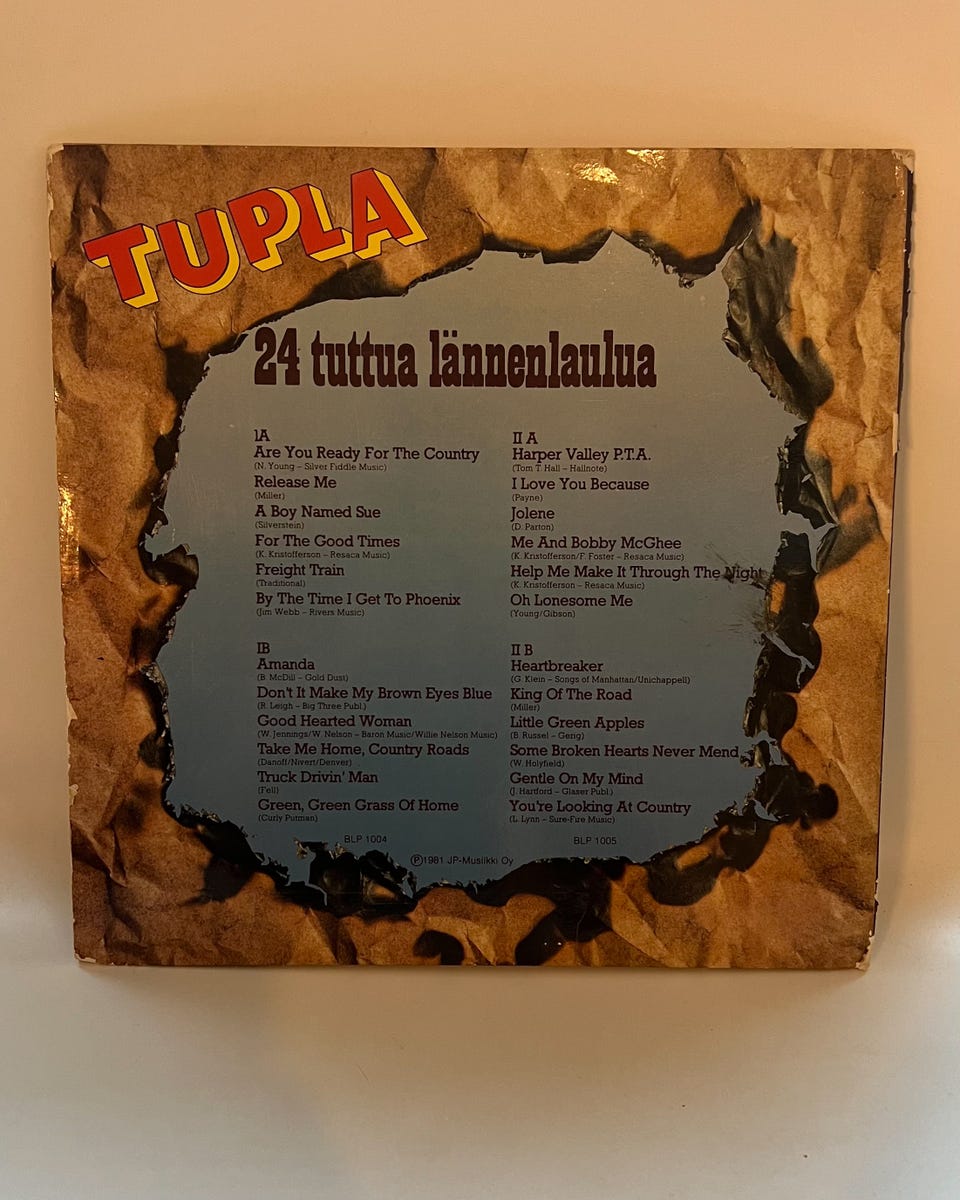 TUPLA
24 tuttua lännenlaulua
IA
Are You Ready For The Country
(N. Young – Silver Fiddle Music)
Release Me
(Miller)
A Boy Named Sue
(Silverstein)
For The Good Times
(K. Kristofferson – Resaca Music)
Freight Train
(Traditional)
By The Time I Get To Phoenix
(Jim Webb – Rivers Music)
IB
Amanda
(B. McDill – Gold Dust)
Don't It Make My Brown Eyes Blue
(R. Leigh – Big Three Publ.)
Good Hearted Woman
(W. Jennings/W. Nelson – Baron Music/Willie Nelson Music)
Take Me Home, Country Roads
(Danoff/Nivert/Denver)
Truck Drivin' Man
(Fell)
Green, Green Grass Of Home
(Curly Putman)
BLP 1004
II A
Harper Valley P.T.A.
(Tom T. Hall – Hallnote)
I Love You Because
(Payne)
Jolene
(D. Parton)
Me And Bobby McGhee
(K. Kristofferson/F. Foster – Resaca Music)
Help Me Make It Through The Night
(K. Kristofferson – Resaca Music)
Oh Lonesome Me
(Young/Gibson)
II B
Heartbreaker
(G. Klein – Songs of Manhattan/Unichappell)
King Of The Road
(Miller)
Little Green Apples
(B. Russel – Gerig)
Some Broken Hearts Never Mend
(W. Holyfield)
Gentle On My Mind
(J. Hartford – Glaser Publ.)
You're Looking At Country
(L. Lynn – Sure-Fire Music)
BLP 1005
℗1981 JP-Musiikki Oy